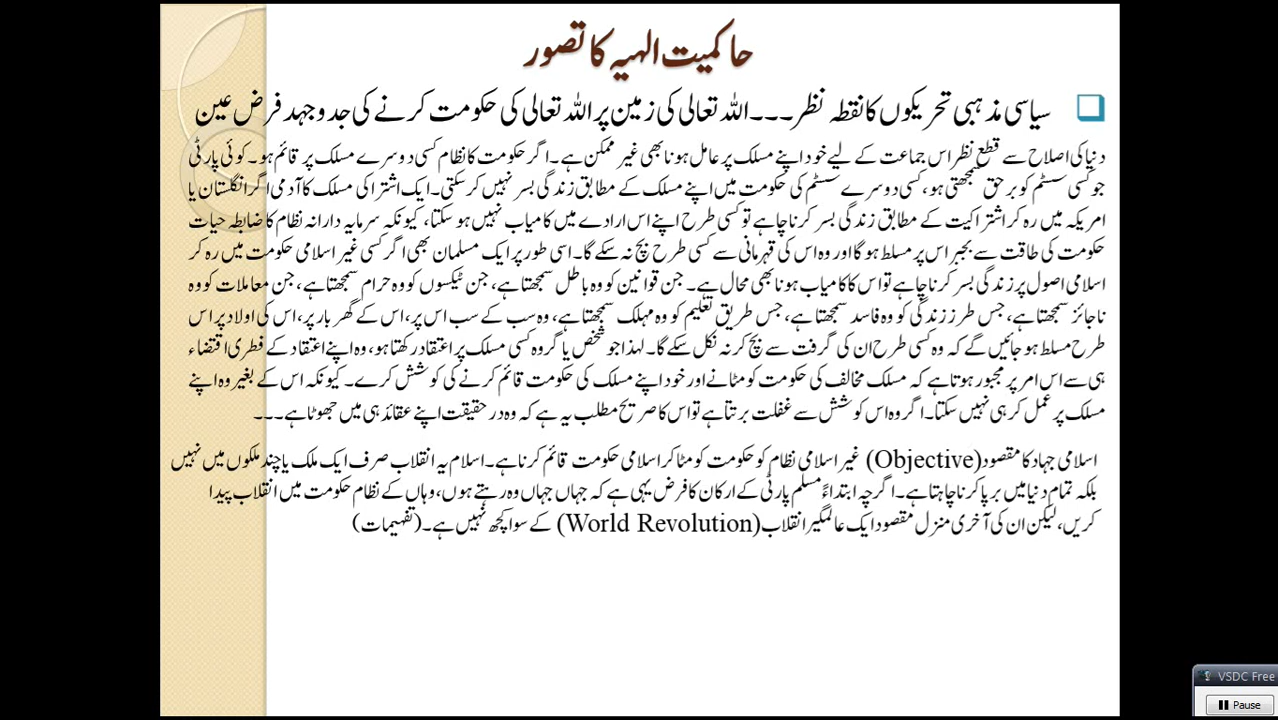 حاکمیت الہیہ کا تصور
سیاسی مذہبی تحریکوں کا نقطہ نظر۔۔۔اللہ تعالی کی زمین پر اللہ تعالی کی حکومت کرنے کی جدوجہد فرض عین
دنیا کی اصلاح سے قطع نظر اس جماعت کے لیے خود اپنے مسلک پر عامل ہونا بھی غیر ممکن ہے۔ اگر حکومت کا نظام کسی دوسرے مسلک پر قائم ہو۔ کوئی پارٹی
جو کسی سسٹم کو برحق سمجھتی ہو، کسی دوسرے سسٹم کی حکومت میں اپنے مسلک کے مطابق زندگی بسر نہیں کر سکتی۔ ایک اشتراکی مسلک کا آدمی اگر انگلستان یا
امریکہ میں رہ کر اشتراکیت کے مطابق زندگی بسر کرنا چاہے تو کسی طرح اپنے اس ارادے میں کامیاب نہیں ہو سکتا، کیونکہ سرمایہ دارانہ نظام کا ضابطہ حیات
حکومت کی طاقت سے بجبر اس پر مسلط ہو گا اور وہ اس کی قہرمانی سے کسی طرح بچ نہ سکے گا۔ اسی طور پر ایک مسلمان بھی اگر کسی غیر اسلامی حکومت میں رہ کر
اسلامی اصول پر زندگی بسر کرنا چاہے تو اس کا کامیاب ہونا بھی محال ہے۔ جن قوانین کو وہ باطل سمجھتا ہے، جن ٹیکسوں کو وہ حرام سمجھتا ہے، جن معاملات کو وہ
ناجائز سمجھتا ہے، جس طرز زندگی کو وہ فاسد سمجھتا ہے، جس طریق تعلیم کو وہ مہلک سمجھتا ہے، وہ سب کے سب اس پر، اس کے گھر بار پر، اس کی اولاد پر اس
طرح مسلط ہو جائیں گے کہ وہ کسی طرح ان کی گرفت سے بچ کر نہ نکل سکے گا۔ لہذا جو شخص یا گروہ کسی مسلک پر اعتقاد رکھتا ہو، وہ اپنے اعتقاد کے فطری اقتضاء
ہی سے اس امر پر مجبور ہوتا ہے کہ مسلک مخالف کی حکومت کو مٹانے اور خود اپنے مسلک کی حکومت قائم کرنے کی کوشش کرے۔ کیونکہ اس کے بغیر وہ اپنے
مسلک پر عمل کر ہی نہیں سکتا۔ اگر وہ اس کوشش سے غفلت برتتا ہے تو اس کا صریح مطلب یہ ہے کہ وہ درحقیقت اپنے عقائد ہی میں جھوٹا ہے۔۔۔
اسلامی جہاد کا مقصود (Objective) غیر اسلامی نظام کو حکومت کو مٹا کر اسلامی حکومت قائم کرنا ہے۔ اسلام یہ انقلاب صرف ایک ملک یا چند ملکوں میں نہیں
بلکہ تمام دنیا میں برپا کرنا چاہتا ہے۔ اگرچہ ابتداءً مسلم پارٹی کے ارکان کا فرض یہی ہے کہ جہاں جہاں وہ رہتے ہوں، وہاں کے نظام حکومت میں انقلاب پیدا
کریں، لیکن ان کی آخری منزل مقصود ایک عالمگیر انقلاب (World Revolution) کے سوا کچھ نہیں ہے۔ (تفہیمات)
VSDC Free
Pause